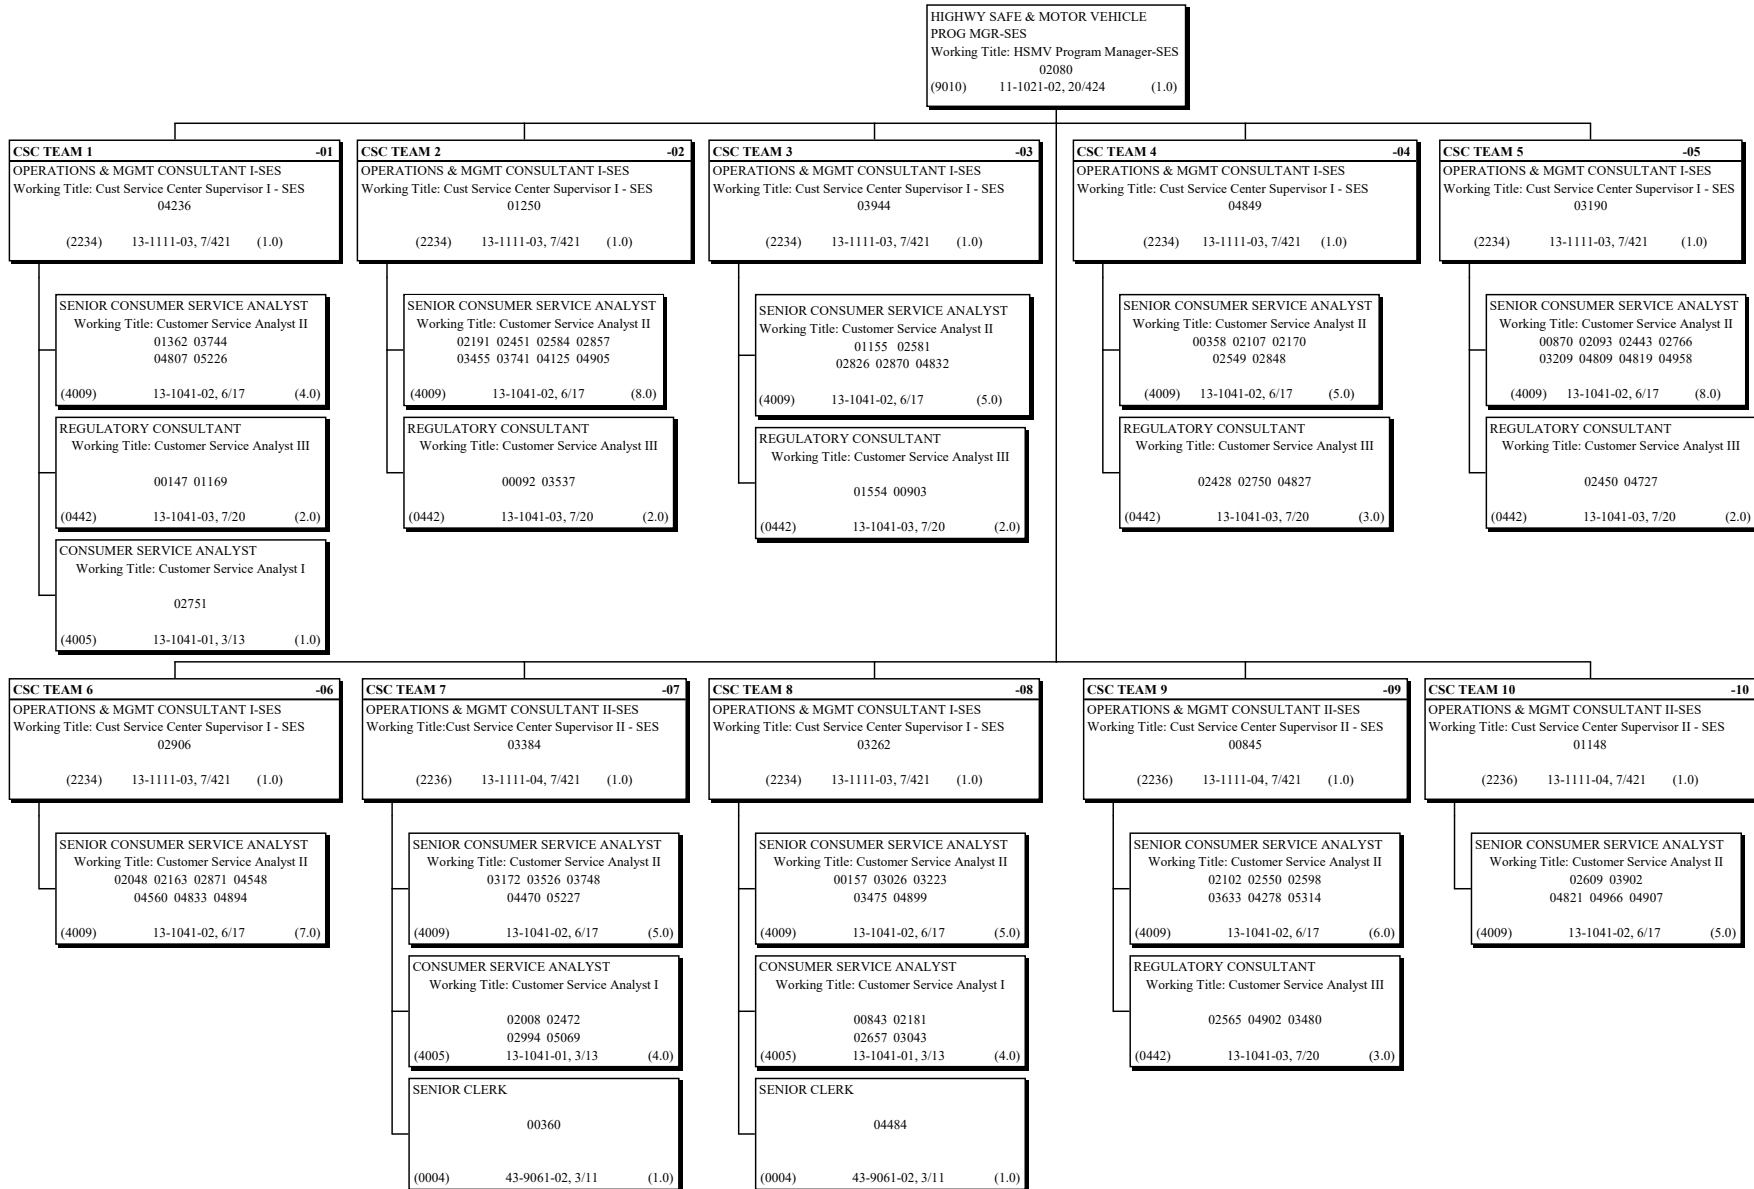 HIGHWY SAFE & MOTOR VEHICLE
PROG MGR-SES
Working Title: HSMV Program Manager-SES
02080
(9010) 11-1021-02, 20/424 (1.0)
CSC TEAM 1 -01
OPERATIONS & MGMT CONSULTANT I-SES
Working Title: Cust Service Center Supervisor I - SES
04236
(2234) 13-1111-03, 7/421 (1.0)
SENIOR CONSUMER SERVICE ANALYST
Working Title: Customer Service Analyst II
01362 03744
04807 05226
(4009) 13-1041-02, 6/17 (4.0)
REGULATORY CONSULTANT
Working Title: Customer Service Analyst III
00147 01169
(0442) 13-1041-03, 7/20 (2.0)
CONSUMER SERVICE ANALYST
Working Title: Customer Service Analyst I
02751
(4005) 13-1041-01, 3/13 (1.0)
CSC TEAM 2 -02
OPERATIONS & MGMT CONSULTANT I-SES
Working Title: Cust Service Center Supervisor I - SES
01250
(2234) 13-1111-03, 7/421 (1.0)
SENIOR CONSUMER SERVICE ANALYST
Working Title: Customer Service Analyst II
02191 02451 02584 02857
03455 03741 04125 04905
(4009) 13-1041-02, 6/17 (8.0)
REGULATORY CONSULTANT
Working Title: Customer Service Analyst III
00092 03537
(0442) 13-1041-03, 7/20 (2.0)
CSC TEAM 3 -03
OPERATIONS & MGMT CONSULTANT I-SES
Working Title: Cust Service Center Supervisor I - SES
03944
(2234) 13-1111-03, 7/421 (1.0)
SENIOR CONSUMER SERVICE ANALYST
Working Title: Customer Service Analyst II
01155 02581
02826 02870 04832
(4009) 13-1041-02, 6/17 (5.0)
REGULATORY CONSULTANT
Working Title: Customer Service Analyst III
01554 00903
(0442) 13-1041-03, 7/20 (2.0)
CSC TEAM 4 -04
OPERATIONS & MGMT CONSULTANT I-SES
Working Title: Cust Service Center Supervisor I - SES
04849
(2234) 13-1111-03, 7/421 (1.0)
SENIOR CONSUMER SERVICE ANALYST
Working Title: Customer Service Analyst II
00358 02107 02170
02549 02848
(4009) 13-1041-02, 6/17 (5.0)
REGULATORY CONSULTANT
Working Title: Customer Service Analyst III
02428 02750 04827
(0442) 13-1041-03, 7/20 (3.0)
CSC TEAM 5 -05
OPERATIONS & MGMT CONSULTANT I-SES
Working Title: Cust Service Center Supervisor I - SES
03190
(2234) 13-1111-03, 7/421 (1.0)
SENIOR CONSUMER SERVICE ANALYST
Working Title: Customer Service Analyst II
00870 02093 02443 02766
03209 04809 04819 04958
(4009) 13-1041-02, 6/17 (8.0)
REGULATORY CONSULTANT
Working Title: Customer Service Analyst III
02450 04727
(0442) 13-1041-03, 7/20 (2.0)
CSC TEAM 6 -06
OPERATIONS & MGMT CONSULTANT I-SES
Working Title: Cust Service Center Supervisor I - SES
02906
(2234) 13-1111-03, 7/421 (1.0)
SENIOR CONSUMER SERVICE ANALYST
Working Title: Customer Service Analyst II
02048 02163 02871 04548
04560 04833 04894
(4009) 13-1041-02, 6/17 (7.0)
CSC TEAM 7 -07
OPERATIONS & MGMT CONSULTANT II-SES
Working Title:Cust Service Center Supervisor II - SES
03384
(2236) 13-1111-04, 7/421 (1.0)
SENIOR CONSUMER SERVICE ANALYST
Working Title: Customer Service Analyst II
03172 03526 03748
04470 05227
(4009) 13-1041-02, 6/17 (5.0)
CONSUMER SERVICE ANALYST
Working Title: Customer Service Analyst I
02008 02472
02994 05069
(4005) 13-1041-01, 3/13 (4.0)
SENIOR CLERK
00360
(0004) 43-9061-02, 3/11 (1.0)
CSC TEAM 8 -08
OPERATIONS & MGMT CONSULTANT I-SES
Working Title: Cust Service Center Supervisor I - SES
03262
(2234) 13-1111-03, 7/421 (1.0)
SENIOR CONSUMER SERVICE ANALYST
Working Title: Customer Service Analyst II
00157 03026 03223
03475 04899
(4009) 13-1041-02, 6/17 (5.0)
CONSUMER SERVICE ANALYST
Working Title: Customer Service Analyst I
00843 02181
02657 03043
(4005) 13-1041-01, 3/13 (4.0)
SENIOR CLERK
04484
(0004) 43-9061-02, 3/11 (1.0)
CSC TEAM 9 -09
OPERATIONS & MGMT CONSULTANT II-SES
Working Title: Cust Service Center Supervisor II - SES
00845
(2236) 13-1111-04, 7/421 (1.0)
SENIOR CONSUMER SERVICE ANALYST
Working Title: Customer Service Analyst II
02102 02550 02598
03633 04278 05314
(4009) 13-1041-02, 6/17 (6.0)
REGULATORY CONSULTANT
Working Title: Customer Service Analyst III
02565 04902 03480
(0442) 13-1041-03, 7/20 (3.0)
CSC TEAM 10 -10
OPERATIONS & MGMT CONSULTANT II-SES
Working Title: Cust Service Center Supervisor II - SES
01148
(2236) 13-1111-04, 7/421 (1.0)
SENIOR CONSUMER SERVICE ANALYST
Working Title: Customer Service Analyst II
02609 03902
04821 04966 04907
(4009) 13-1041-02, 6/17 (5.0)